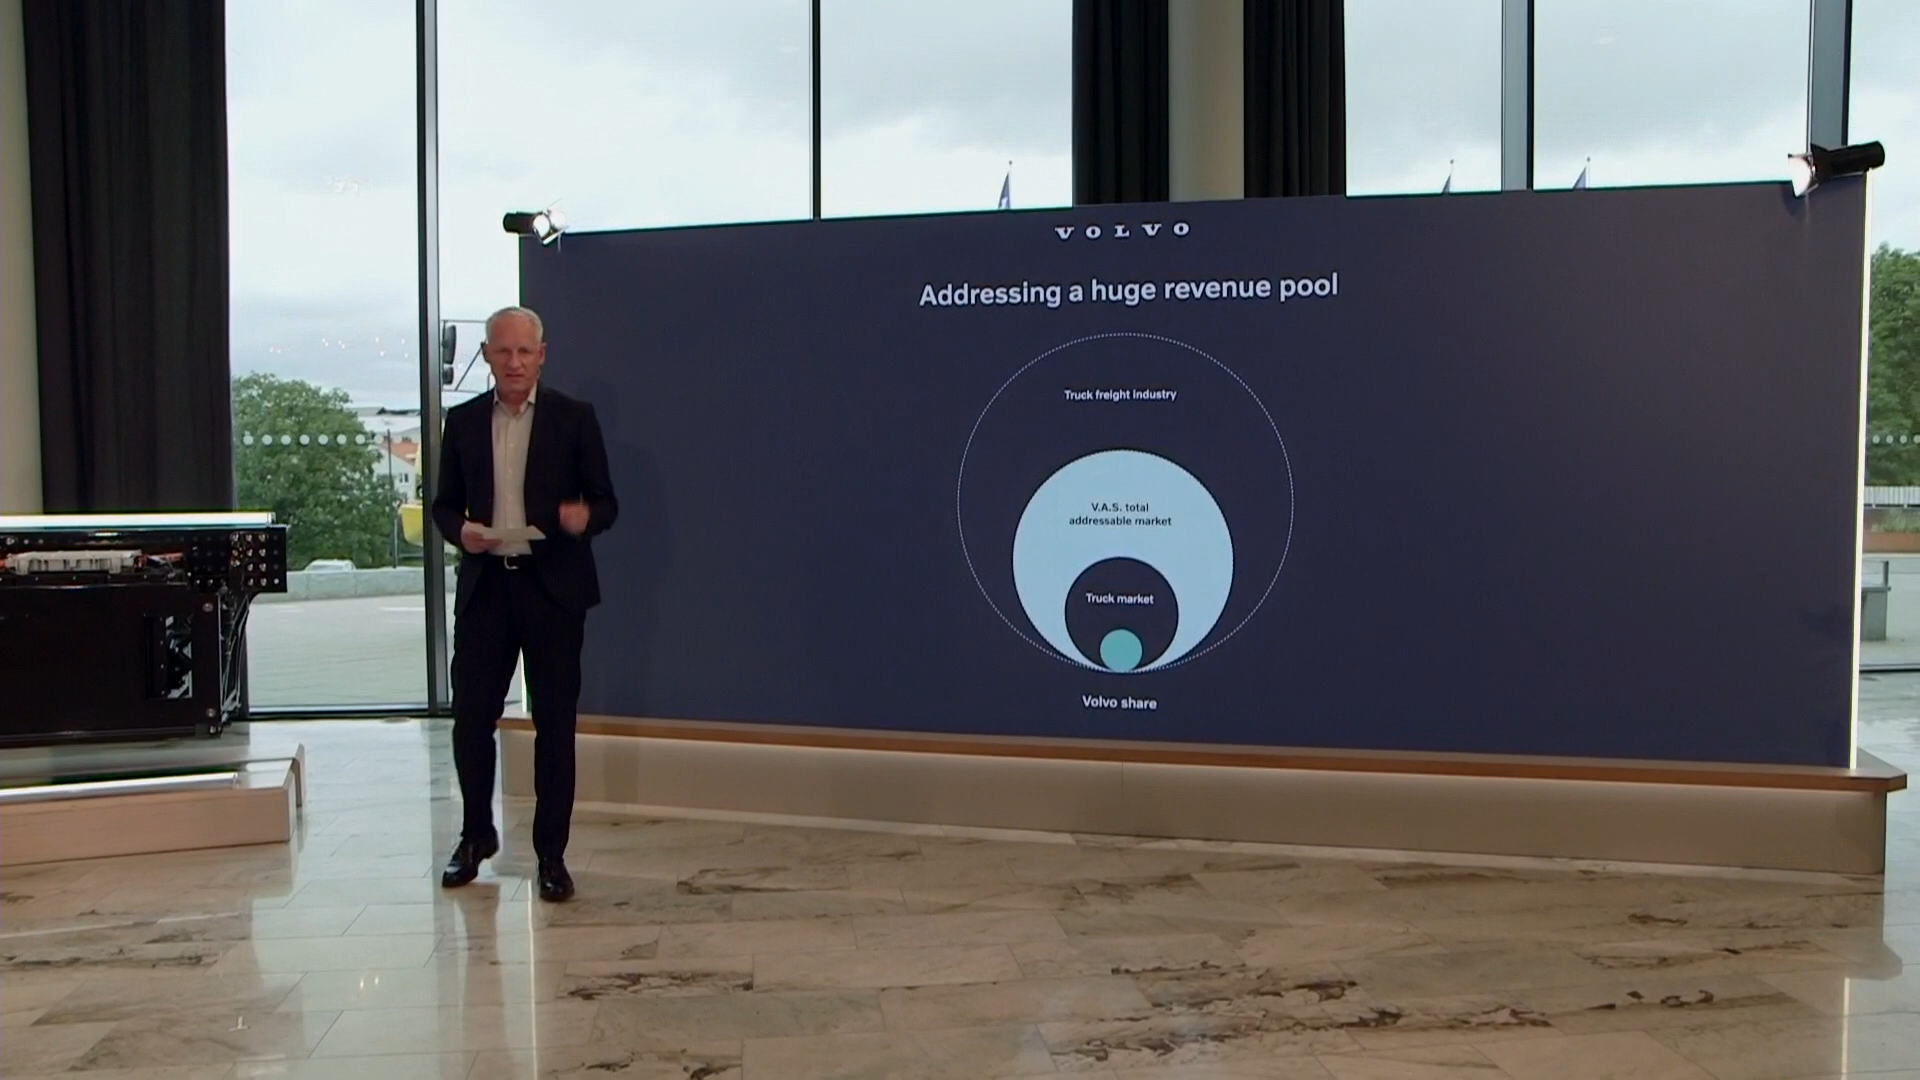 VOLVO
Addressing a huge revenue pool
Truck freight industry
V.A.S. total
addressable market
Truck market
Volvo share